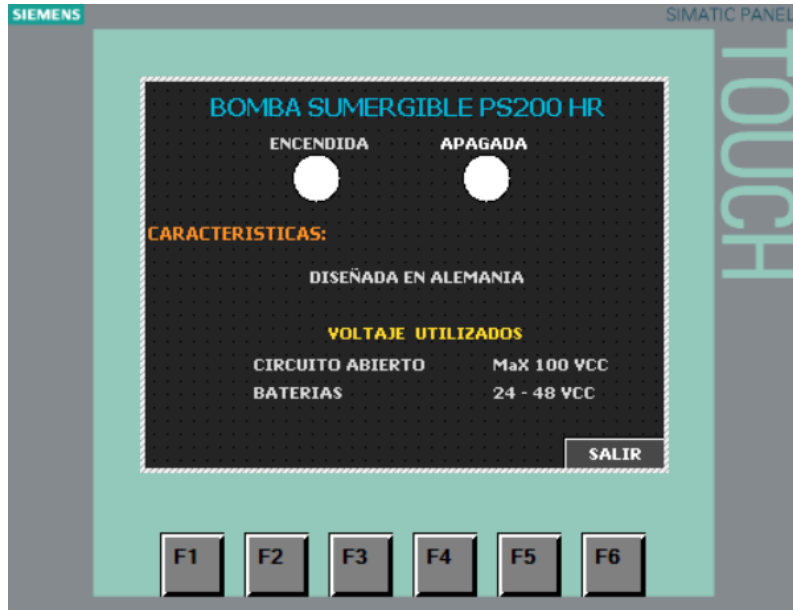 SIEMENS
SIMATIC PANEL
TOUCH
BOMBA SUMERGIBLE PS200 HR
ENCENDIDA APAGADA
CARACTERISTICAS:
DISEÑADA EN ALEMANIA
VOLTAJE UTILIZADOS
CIRCUITO ABIERTO MaX 100 VCC
BATERIAS 24 - 48 VCC
SALIR
F1 F2 F3 F4 F5 F6